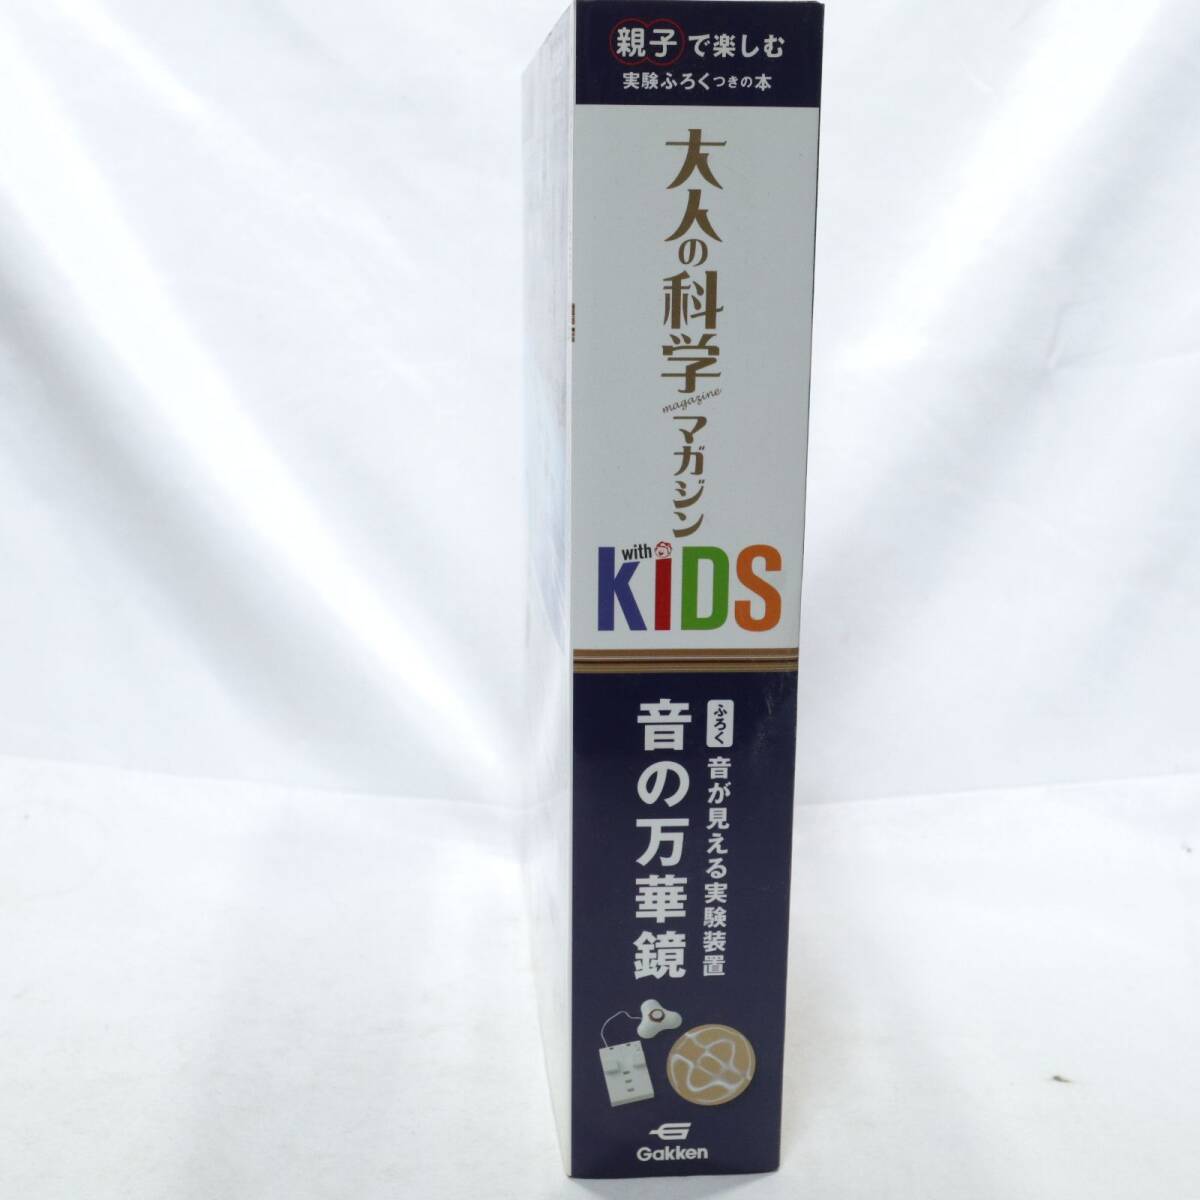 親子で楽しむ
実験ふろくつきの本
大人の科学
magazine
マガジン
with
KiDS
ふろく 音が見える実験装置
音の万華鏡
Gakken